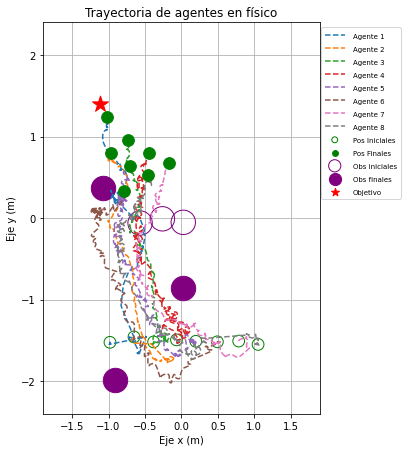 Trayectoria de agentes en físico
Eje y (m)
2
1
0
−1
−2
−1.5
−1.0
−0.5
0.0
0.5
1.0
1.5
Eje x (m)
Agente 1
Agente 2
Agente 3
Agente 4
Agente 5
Agente 6
Agente 7
Agente 8
Pos Iniciales
Pos Finales
Obs iniciales
Obs finales
Objetivo